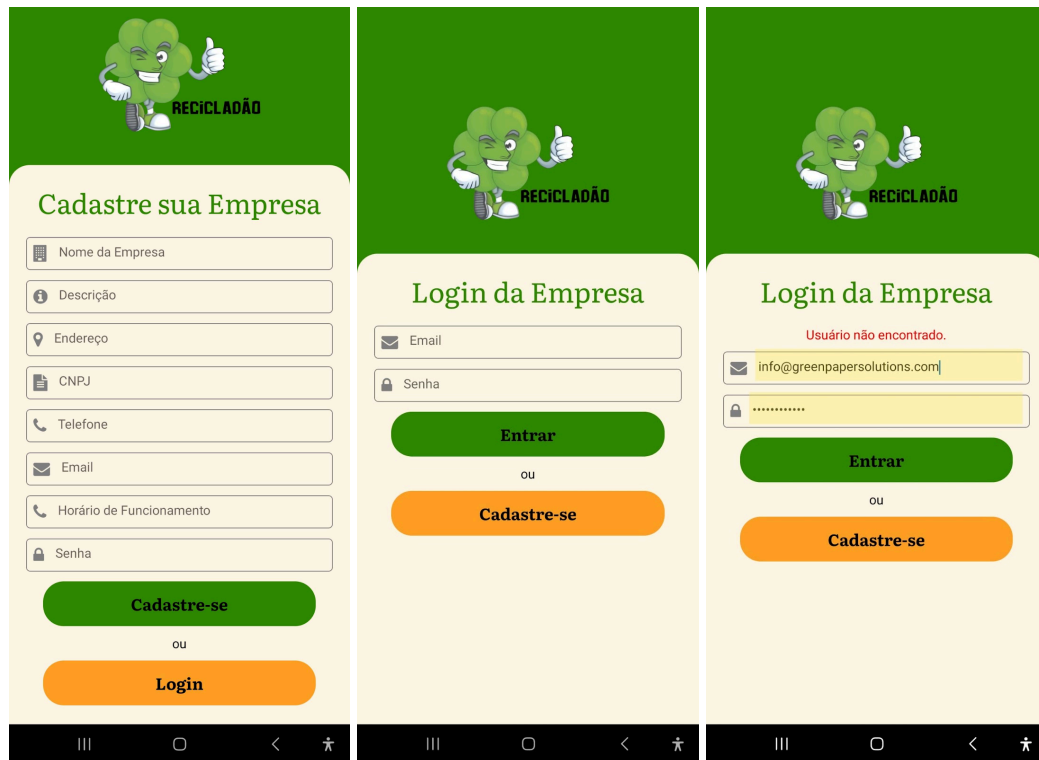 RECICLADÃO
Cadastre sua Empresa
Nome da Empresa
Descrição
Endereço
CNPJ
Telefone
Email
Horário de Funcionamento
Senha
Cadastre-se
ou
Login
RECICLADÃO
Login da Empresa
Email
Senha
Entrar
ou
Cadastre-se
RECICLADÃO
Login da Empresa
Usuário não encontrado.
info@greenpapersolutions.com
••••••••••••
Entrar
ou
Cadastre-se